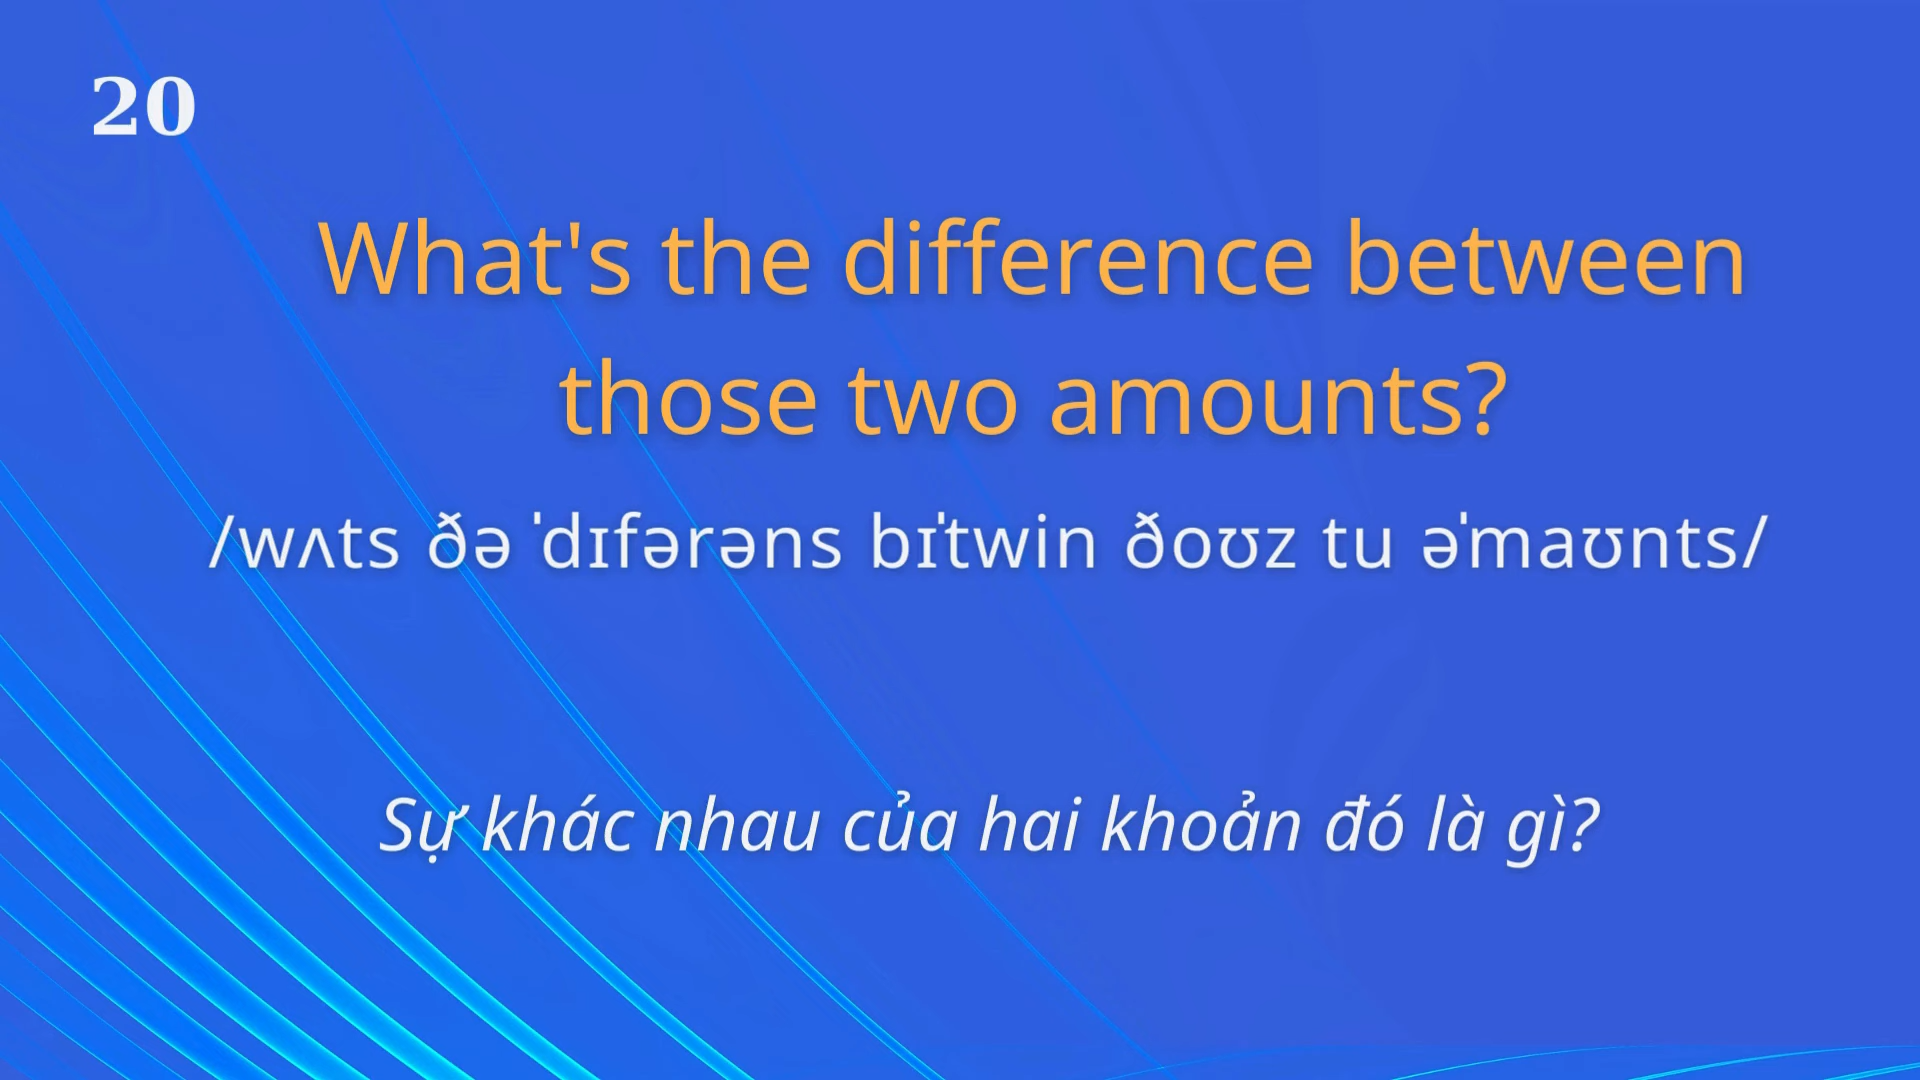 20
What's the difference between
those two amounts?
/wʌts ðə ˈdɪfərəns bɪˈtwin ðoʊz tu əˈmaʊnts/
Sự khác nhau của hai khoản đó là gì?